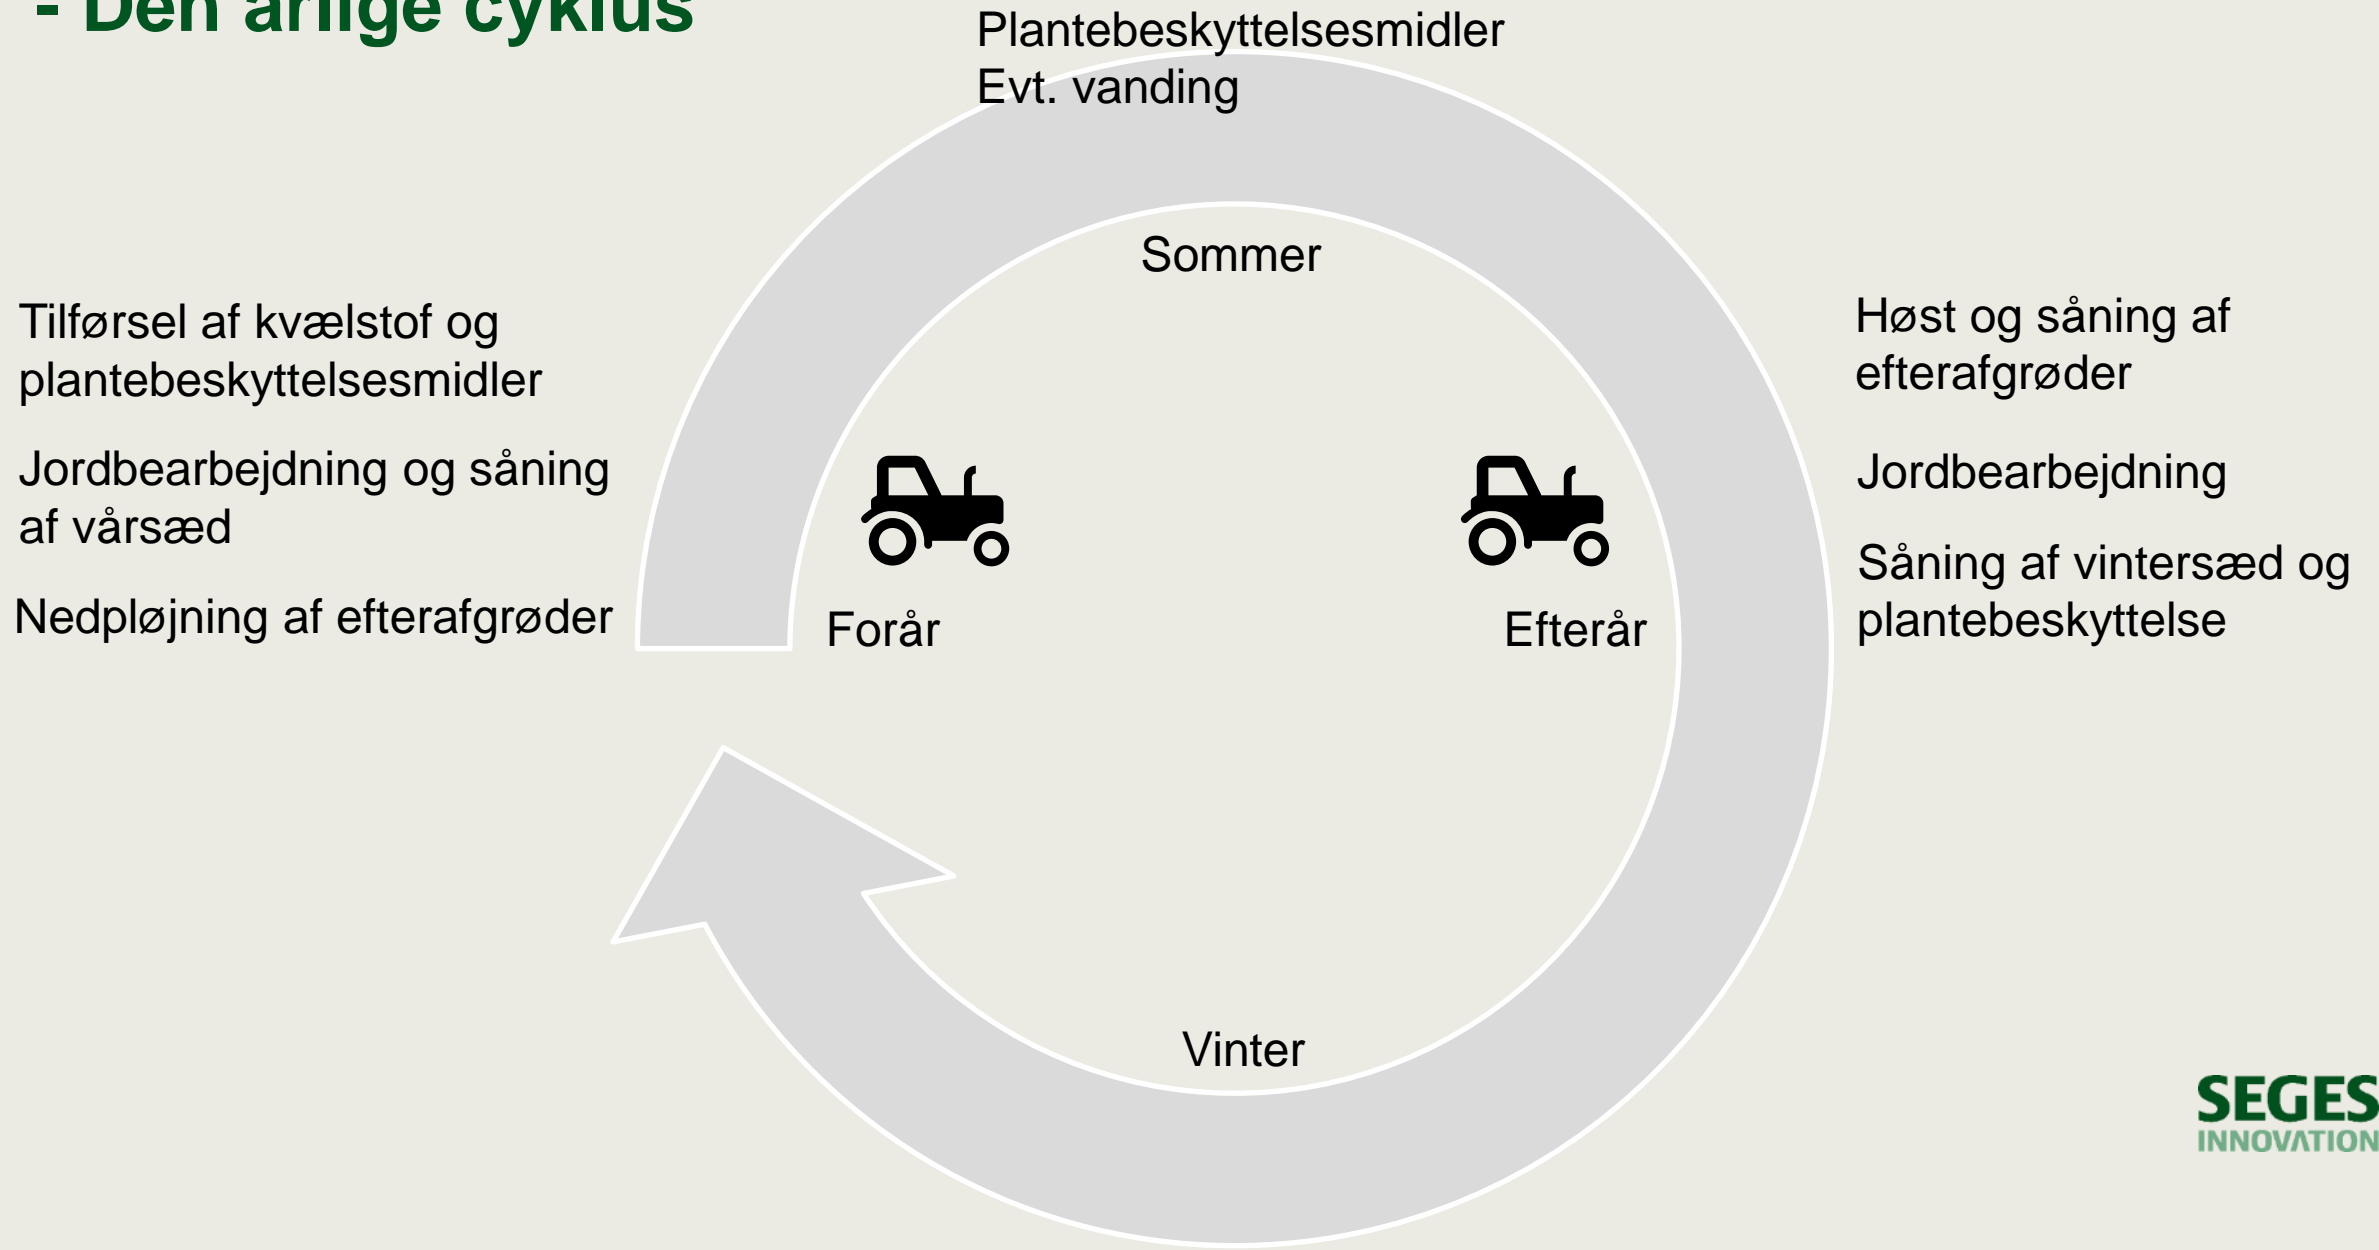 - Den årlige cyklus
Plantebeskyttelsesmidler
Evt. vanding
Sommer
Tilførsel af kvælstof og
plantebeskyttelsesmidler
Jordbearbejdning og såning
af vårsæd
Nedpløjning af efterafgrøder
Forår
Efterår
Høst og såning af
efterafgrøder
Jordbearbejdning
Såning af vintersæd og
plantebeskyttelse
Vinter
SEGES
INNOVATION